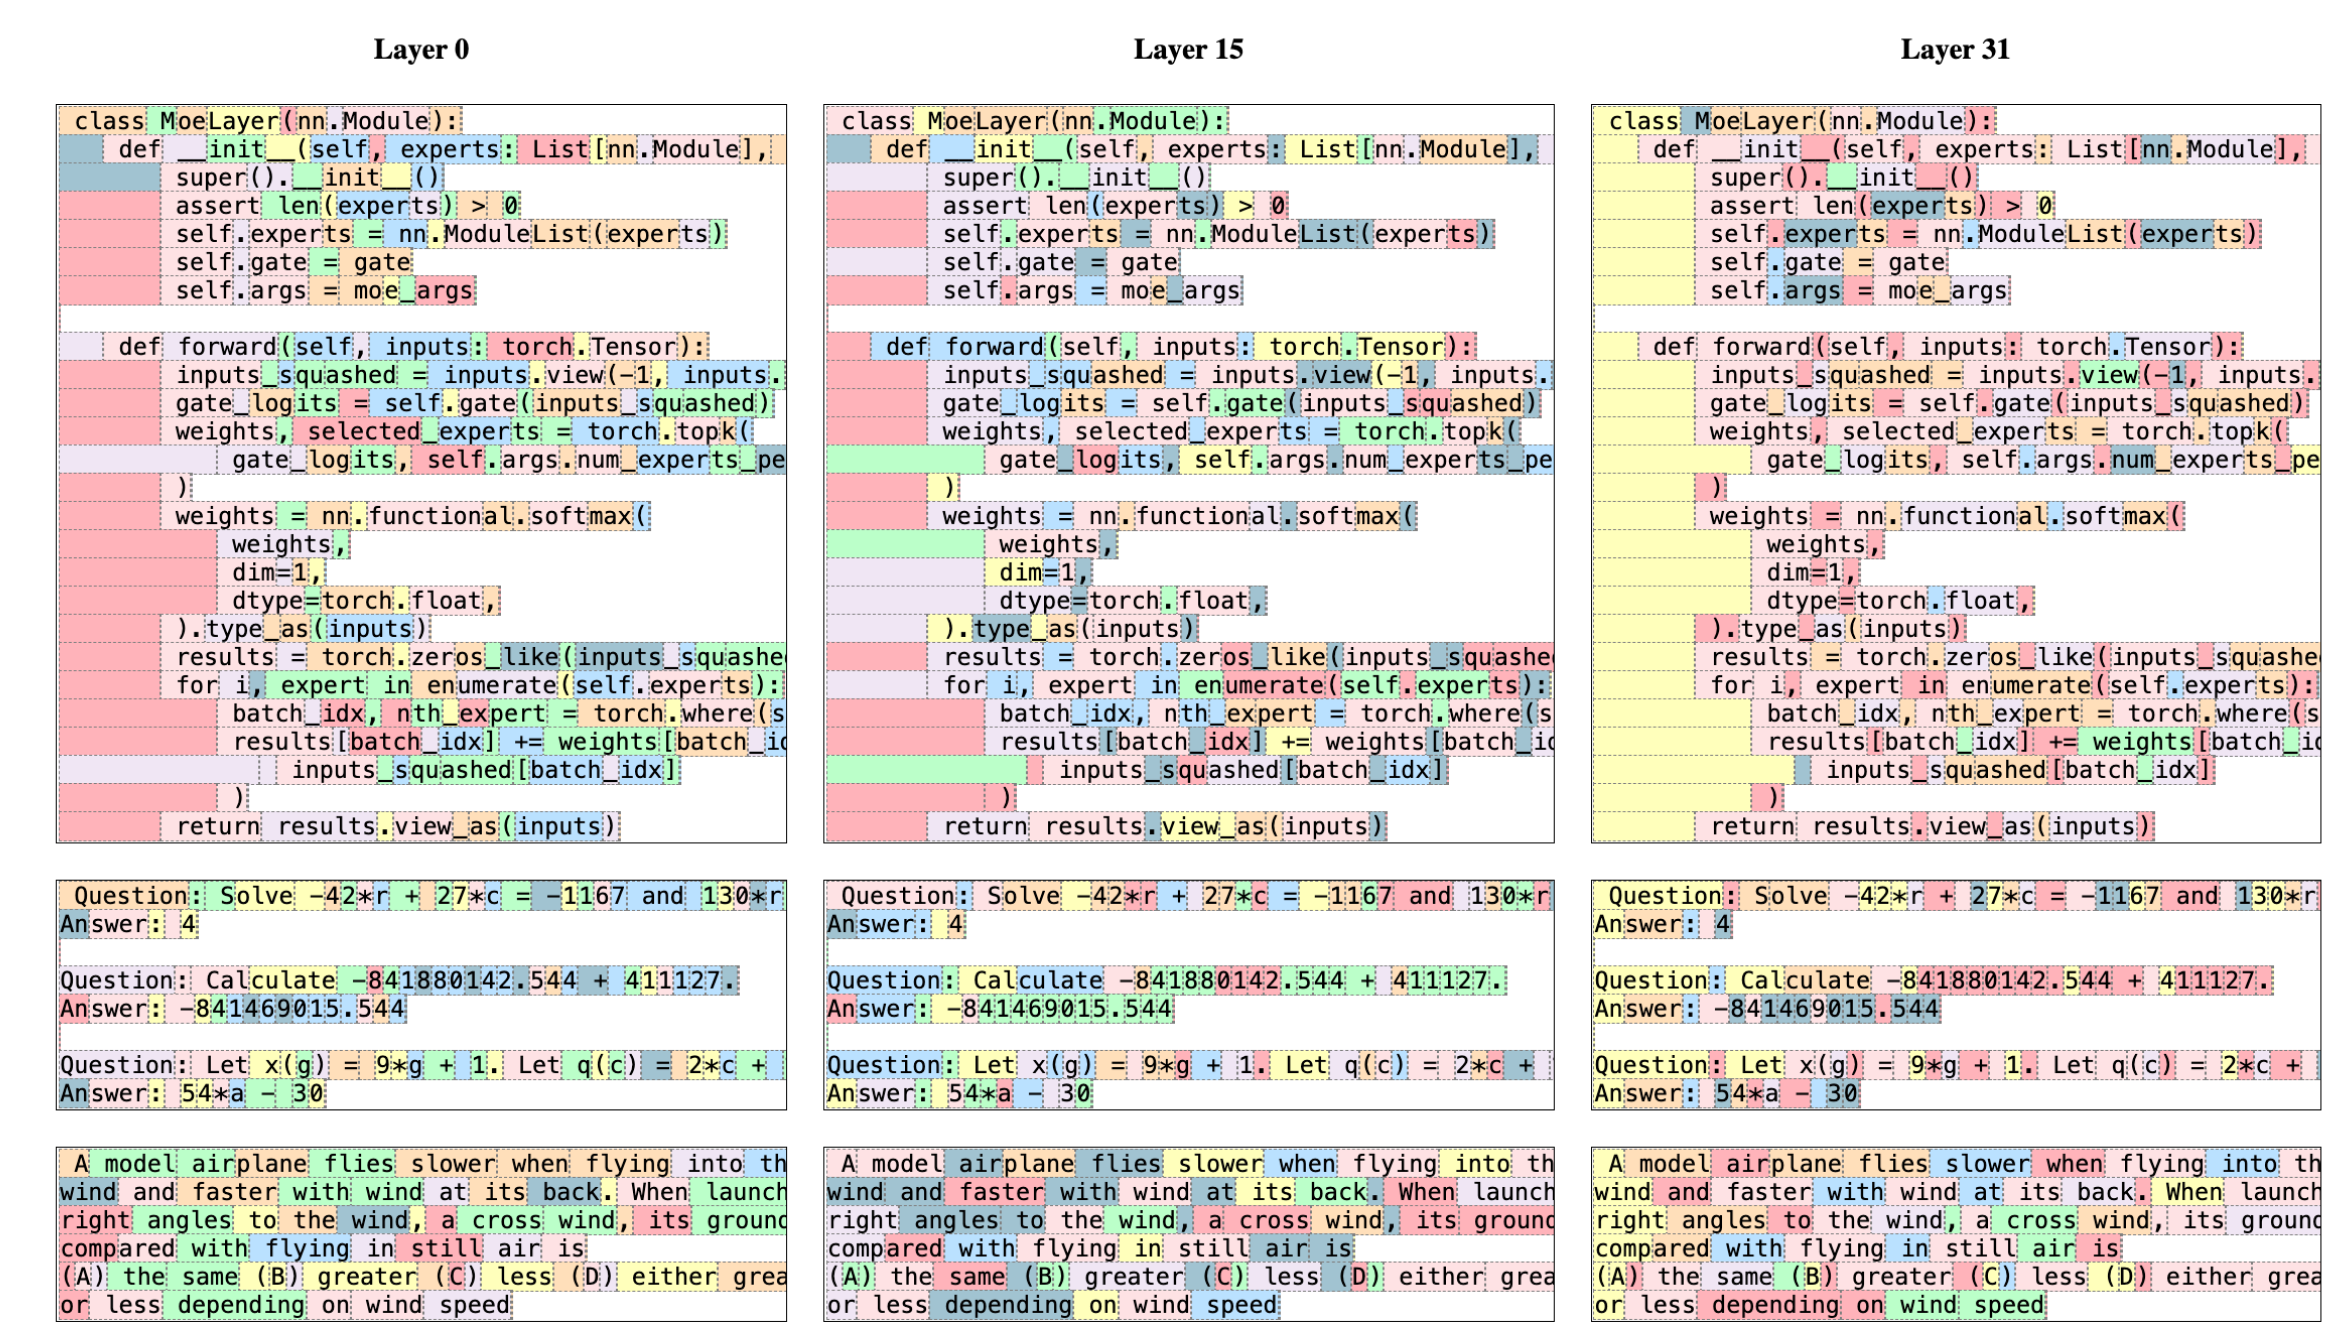 Layer 0
Layer 15
Layer 31
class MoeLayer(nn.Module):
def __init__(self, experts: List[nn.Module],
super().__init__()
assert len(experts) > 0
self.experts = nn.ModuleList(experts)
self.gate = gate
self.args = moe_args
def forward(self, inputs: torch.Tensor):
inputs_squashed = inputs.view(-1, inputs.
gate_logits = self.gate(inputs_squashed)
weights, selected_experts = torch.topk(
gate_logits, self.args.num_experts_pe
)
weights = nn.functional.softmax(
weights,
dim=1,
dtype=torch.float,
).type_as(inputs)
results = torch.zeros_like(inputs_squashe
for i, expert in enumerate(self.experts):
batch_idx, nth_expert = torch.where(s
results[batch_idx] += weights[batch_id
inputs_squashed[batch_idx]
)
return results.view_as(inputs)
class MoeLayer(nn.Module):
def __init__(self, experts: List[nn.Module],
super().__init__()
assert len(experts) > 0
self.experts = nn.ModuleList(experts)
self.gate = gate
self.args = moe_args
def forward(self, inputs: torch.Tensor):
inputs_squashed = inputs.view(-1, inputs.
gate_logits = self.gate(inputs_squashed)
weights, selected_experts = torch.topk(
gate_logits, self.args.num_experts_pe
)
weights = nn.functional.softmax(
weights,
dim=1,
dtype=torch.float,
).type_as(inputs)
results = torch.zeros_like(inputs_squashe
for i, expert in enumerate(self.experts):
batch_idx, nth_expert = torch.where(s
results[batch_idx] += weights[batch_id
inputs_squashed[batch_idx]
)
return results.view_as(inputs)
class MoeLayer(nn.Module):
def __init__(self, experts: List[nn.Module],
super().__init__()
assert len(experts) > 0
self.experts = nn.ModuleList(experts)
self.gate = gate
self.args = moe_args
def forward(self, inputs: torch.Tensor):
inputs_squashed = inputs.view(-1, inputs.
gate_logits = self.gate(inputs_squashed)
weights, selected_experts = torch.topk(
gate_logits, self.args.num_experts_pe
)
weights = nn.functional.softmax(
weights,
dim=1,
dtype=torch.float,
).type_as(inputs)
results = torch.zeros_like(inputs_squashe
for i, expert in enumerate(self.experts):
batch_idx, nth_expert = torch.where(s
results[batch_idx] += weights[batch_id
inputs_squashed[batch_idx]
)
return results.view_as(inputs)
Question: Solve -42*r + 27*c = -1167 and 130*r
Answer: 4
Question: Calculate -841880142.544 + 411127.
Answer: -841469015.544
Question: Let x(g) = 9*g + 1. Let q(c) = 2*c +
Answer: 54*a - 30
Question: Solve -42*r + 27*c = -1167 and 130*r
Answer: 4
Question: Calculate -841880142.544 + 411127.
Answer: -841469015.544
Question: Let x(g) = 9*g + 1. Let q(c) = 2*c +
Answer: 54*a - 30
Question: Solve -42*r + 27*c = -1167 and 130*r
Answer: 4
Question: Calculate -841880142.544 + 411127.
Answer: -841469015.544
Question: Let x(g) = 9*g + 1. Let q(c) = 2*c +
Answer: 54*a - 30
A model airplane flies slower when flying into th
wind and faster with wind at its back. When launch
right angles to the wind, a cross wind, its ground
compared with flying in still air is
(A) the same (B) greater (C) less (D) either grea
or less depending on wind speed
A model airplane flies slower when flying into th
wind and faster with wind at its back. When launch
right angles to the wind, a cross wind, its ground
compared with flying in still air is
(A) the same (B) greater (C) less (D) either grea
or less depending on wind speed
A model airplane flies slower when flying into th
wind and faster with wind at its back. When launch
right angles to the wind, a cross wind, its ground
compared with flying in still air is
(A) the same (B) greater (C) less (D) either grea
or less depending on wind speed